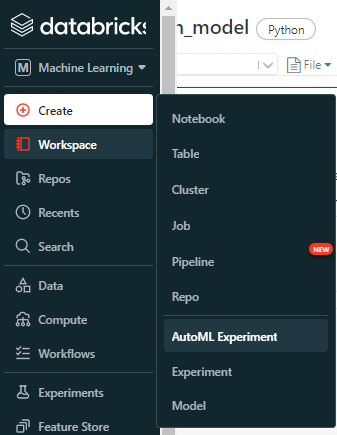 databricks
n_model
Python
File
M
Machine Learning
Create
Workspace
Repos
Recents
Search
Data
Compute
Workflows
Experiments
Feature Store
Notebook
Table
Cluster
Job
Pipeline
NEW
Repo
AutoML Experiment
Experiment
Model